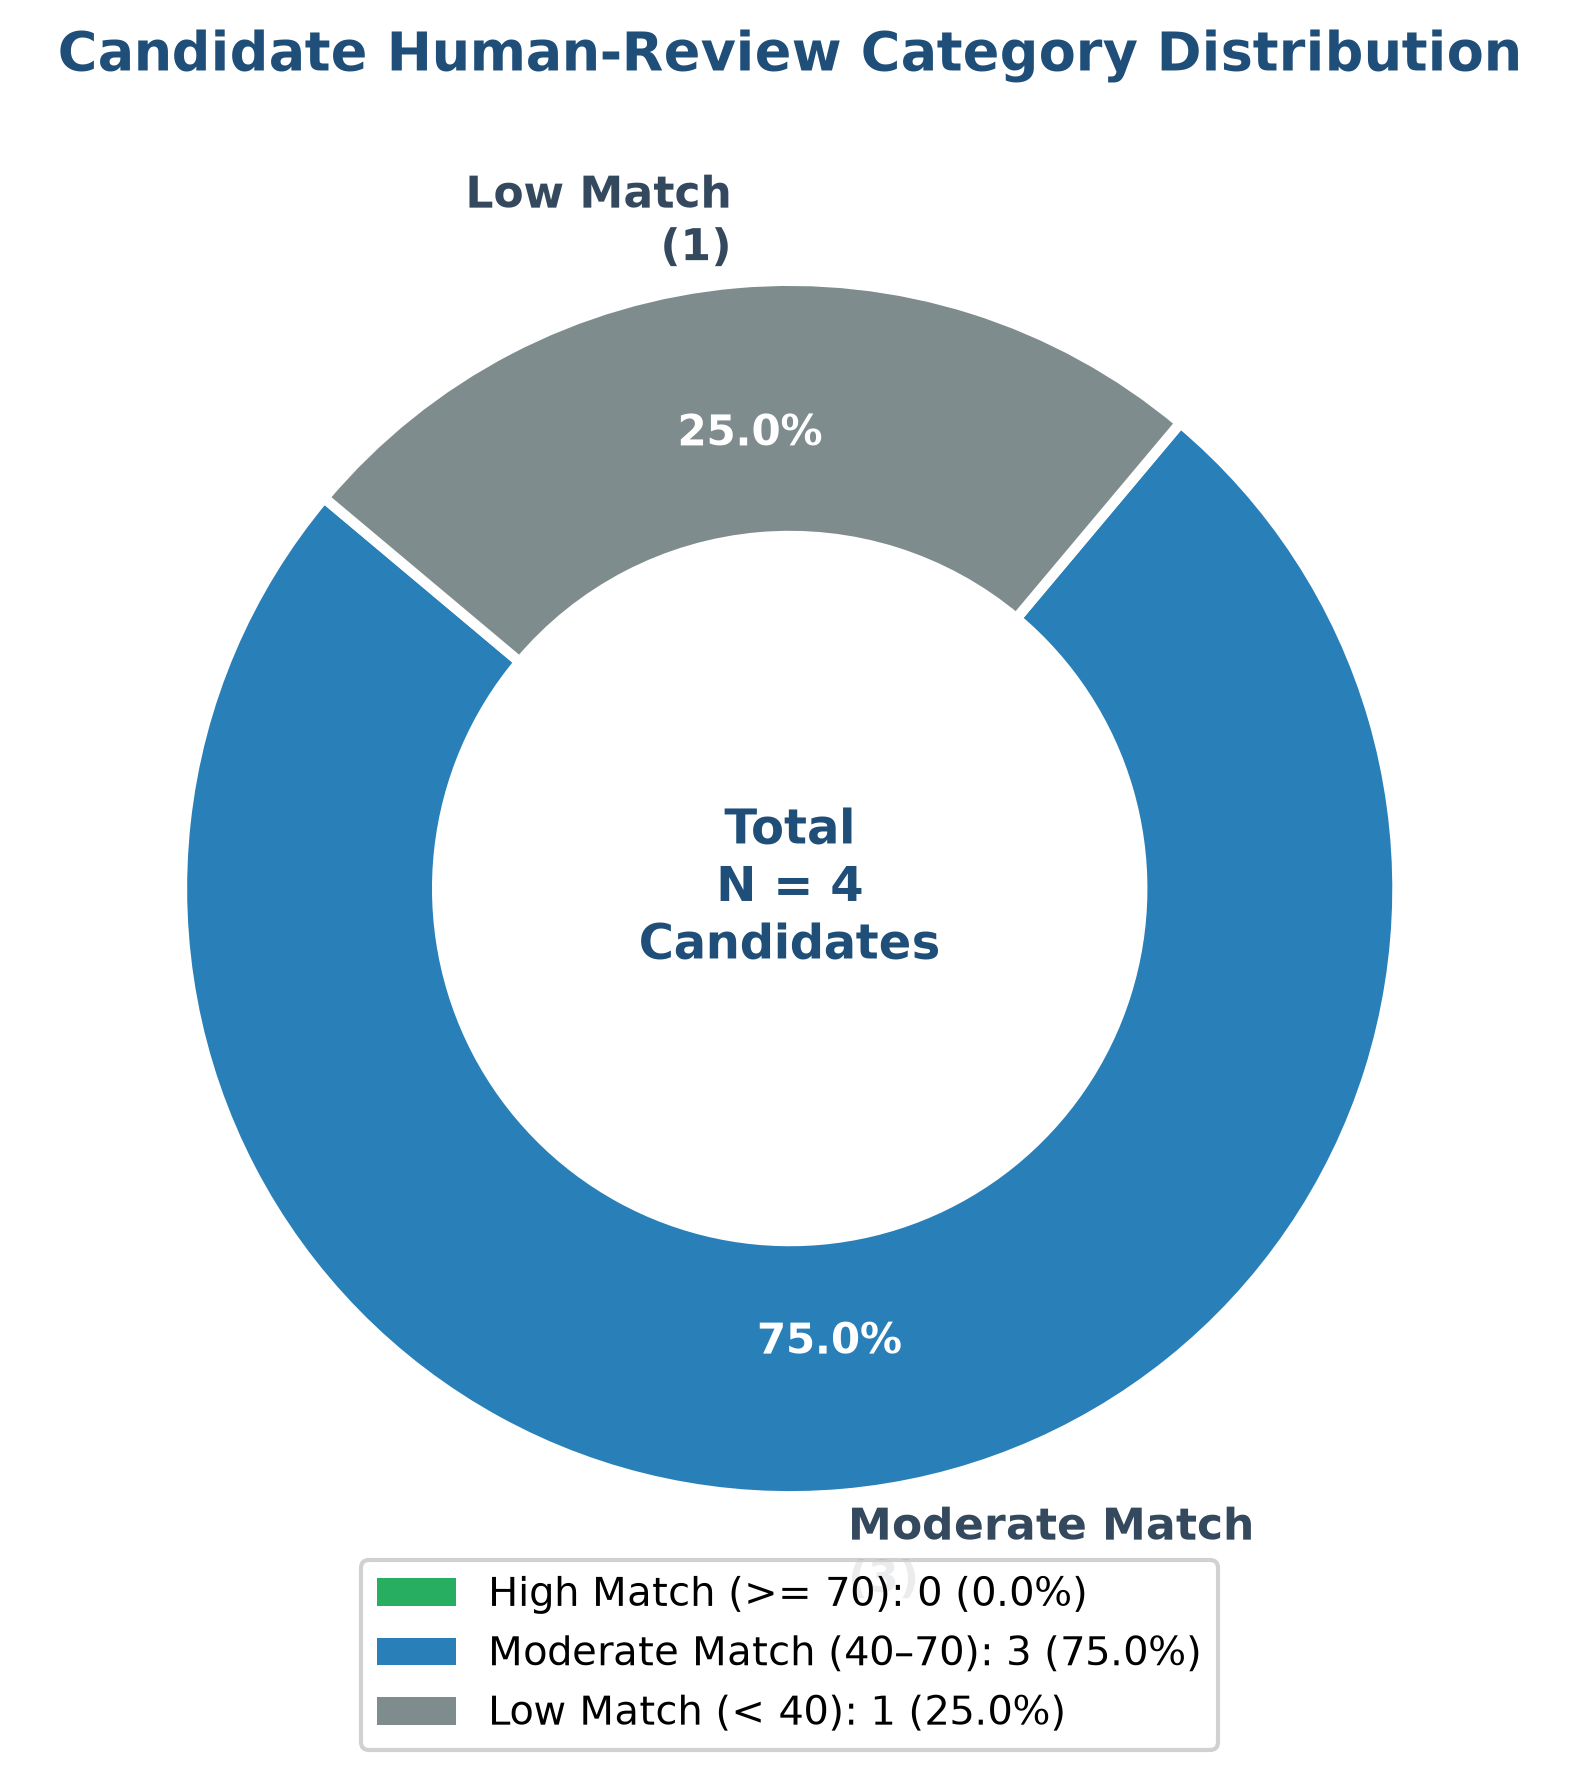 Candidate Human-Review Category Distribution
Low Match
(1)
25.0%
Total
N = 4
Candidates
75.0%
Moderate Match
(3)
High Match (>= 70): 0 (0.0%)
Moderate Match (40–70): 3 (75.0%)
Low Match (< 40): 1 (25.0%)